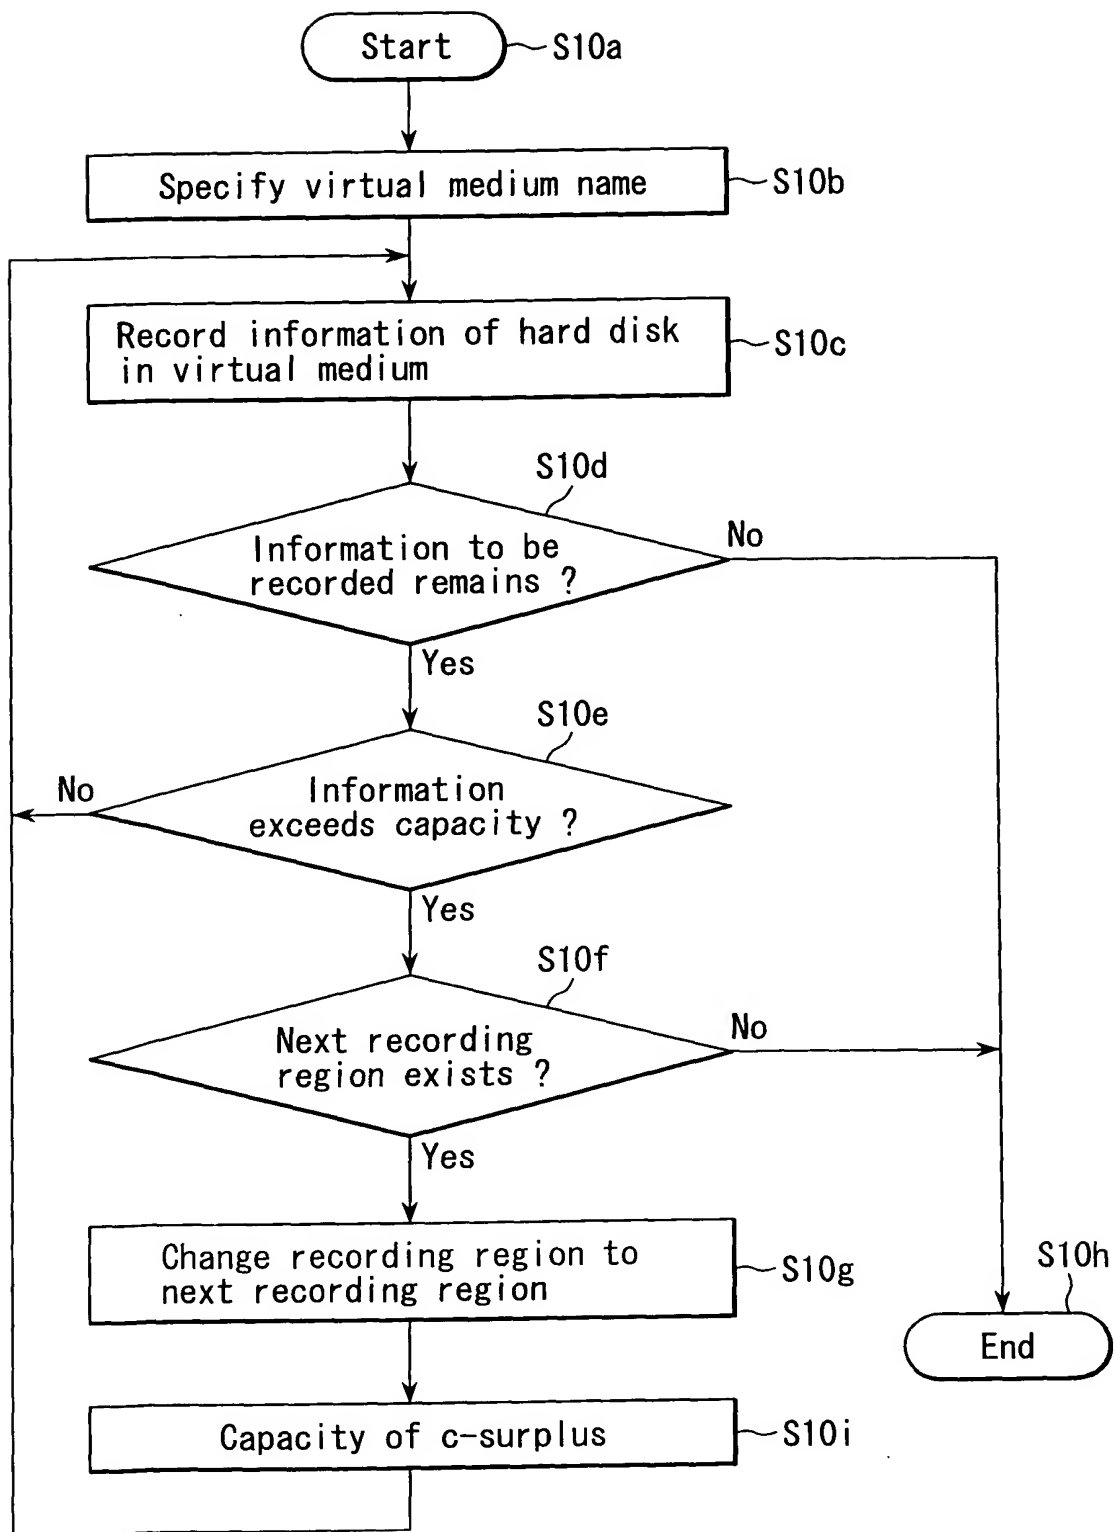 Start
S10a
Specify virtual medium name
S10b
Record information of hard disk
in virtual medium
S10c
S10d
Information to be
recorded remains ?
No
Yes
S10e
Information
exceeds capacity ?
No
Yes
S10f
Next recording
region exists ?
No
Yes
Change recording region to
next recording region
S10g
S10h
End
Capacity of c-surplus
S10i